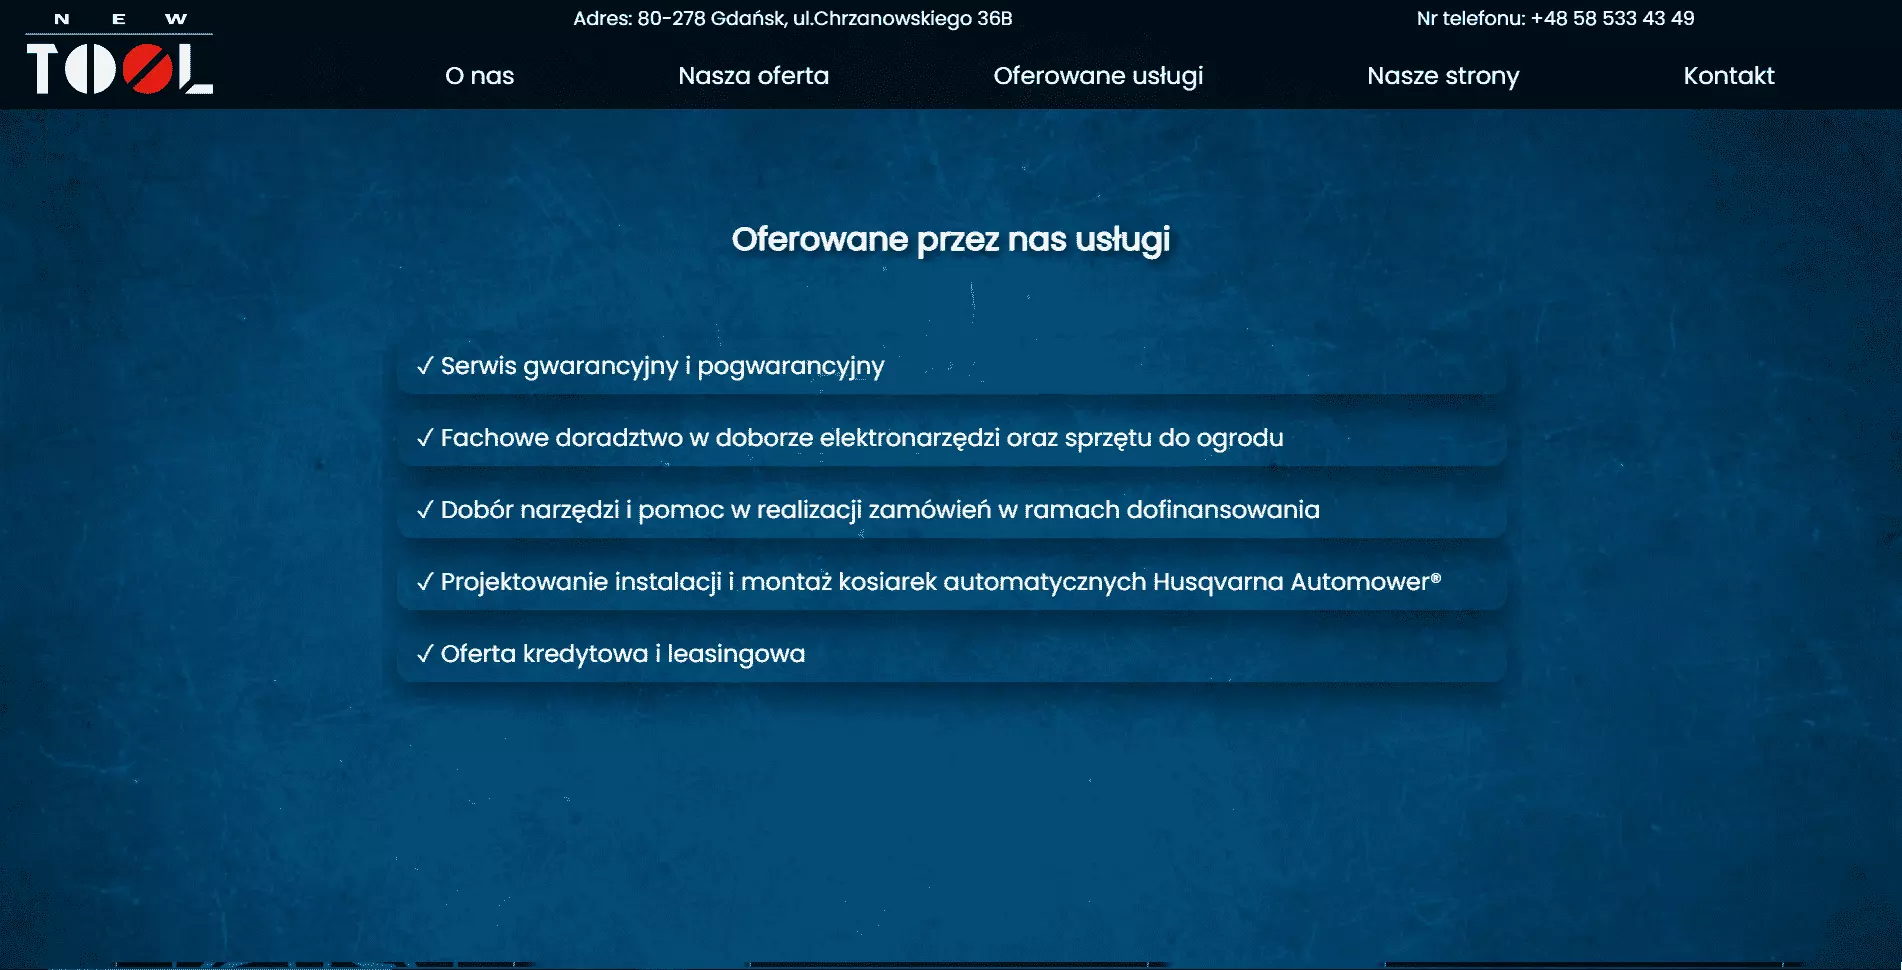 NEW
TOOL
Adres: 80-278 Gdańsk, ul.Chrzanowskiego 36B
Nr telefonu: +48 58 533 43 49
O nas
Nasza oferta
Oferowane usługi
Nasze strony
Kontakt
Oferowane przez nas usługi
✓ Serwis gwarancyjny i pogwarancyjny
✓ Fachowe doradztwo w doborze elektronarzędzi oraz sprzętu do ogrodu
✓ Dobór narzędzi i pomoc w realizacji zamówień w ramach dofinansowania
✓ Projektowanie instalacji i montaż kosiarek automatycznych Husqvarna Automower®
✓ Oferta kredytowa i leasingowa